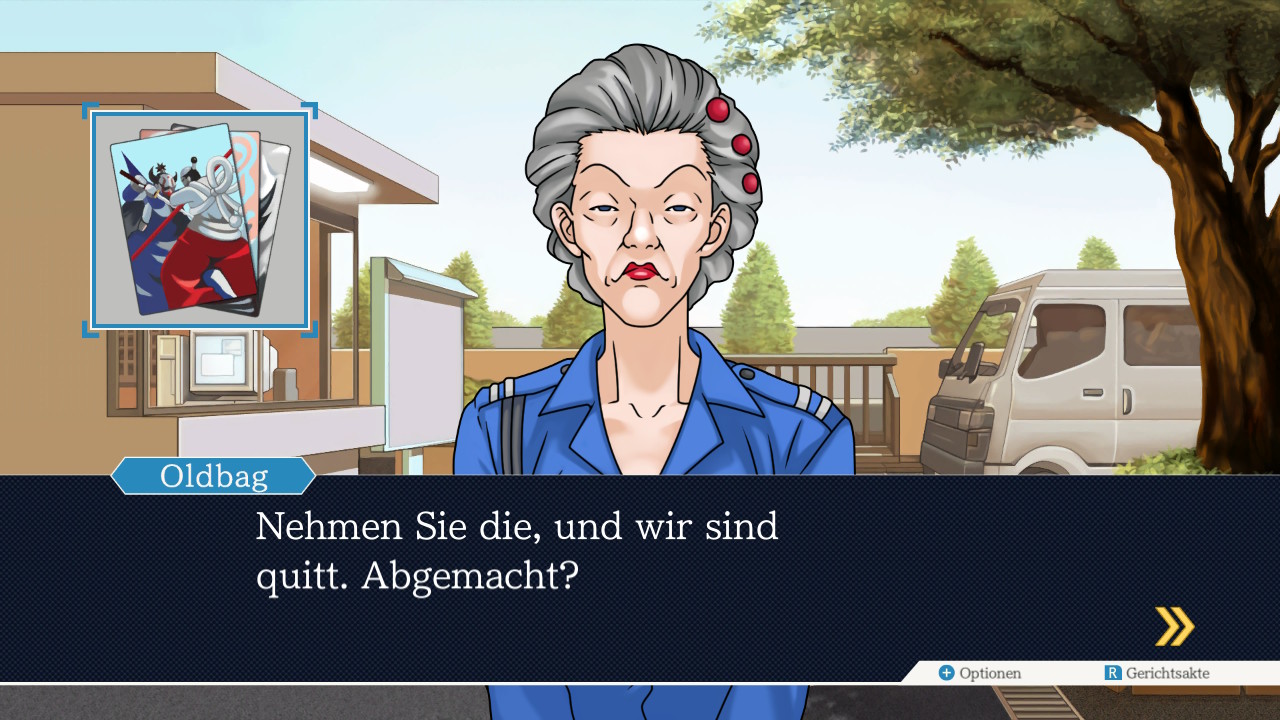 Oldbag
Nehmen Sie die, und wir sind
quitt. Abgemacht?
+ Optionen
R Gerichtsakte